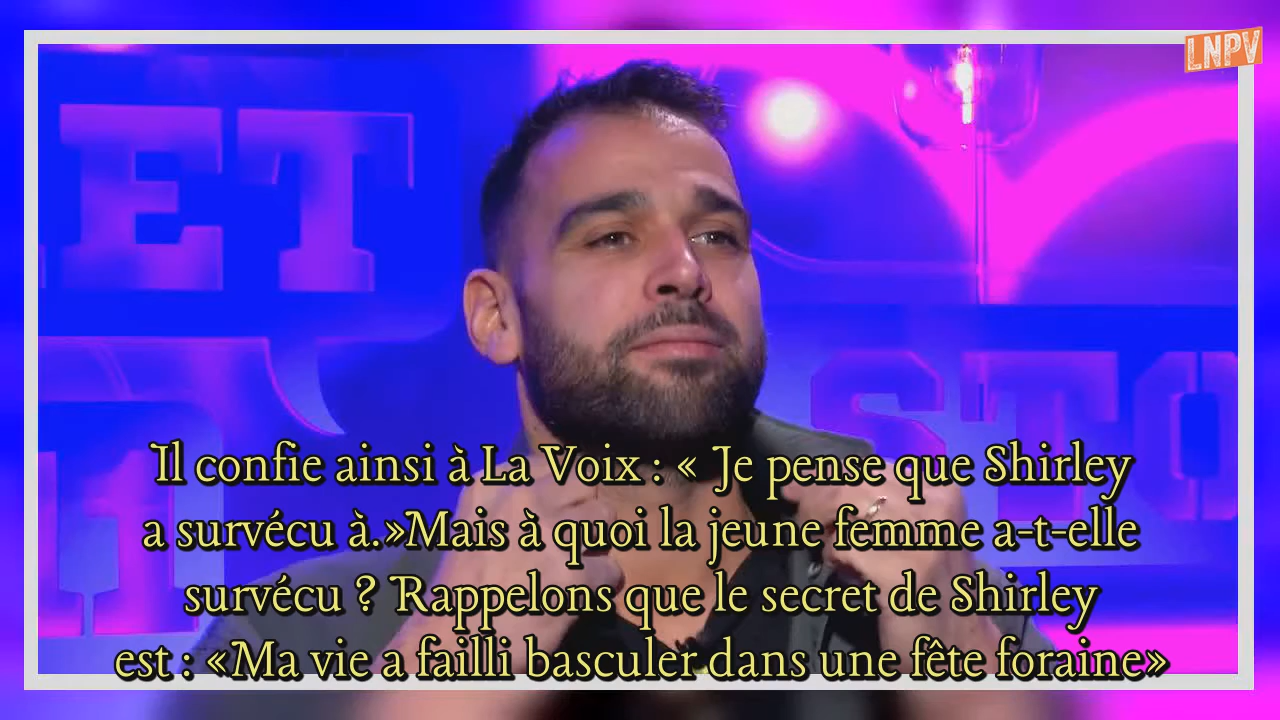 LNPV
ET
STO
Il confie ainsi à La Voix : « Je pense que Shirley
a survécu à.»Mais à quoi la jeune femme a-t-elle
survécu ? Rappelons que le secret de Shirley
est : «Ma vie a failli basculer dans une fête foraine»